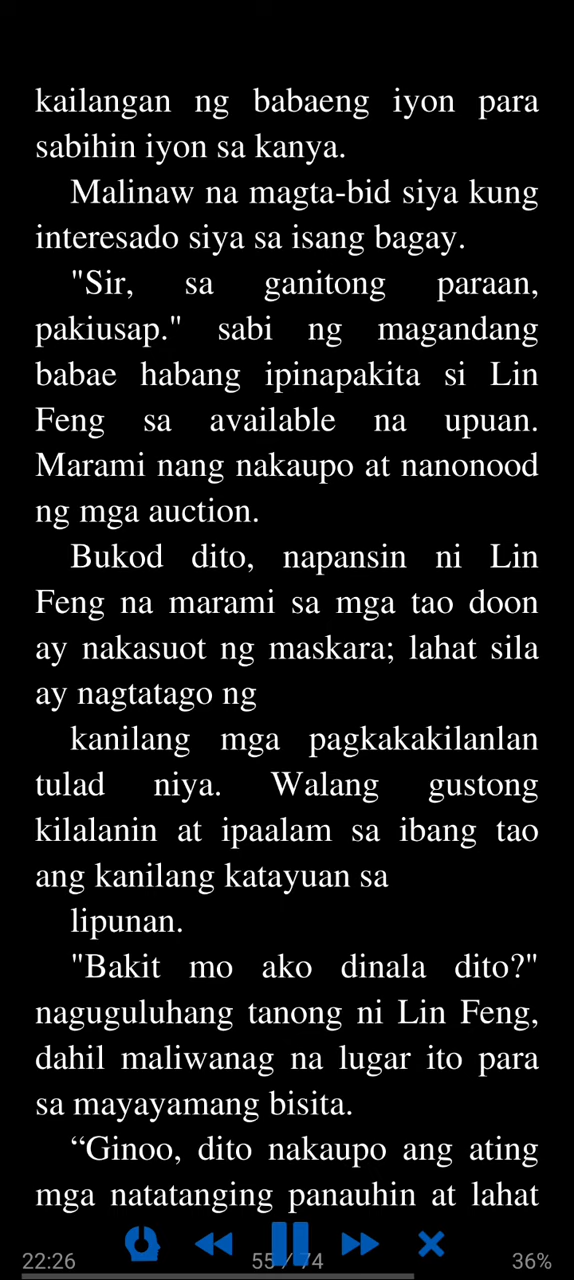 kailangan ng babaeng iyon para
sabihin iyon sa kanya.
Malinaw na magta-bid siya kung
interesado siya sa isang bagay.
"Sir, sa ganitong paraan,
pakiusap." sabi ng magandang
babae habang ipinapakita si Lin
Feng sa available na upuan.
Marami nang nakaupo at nanonood
ng mga auction.
Bukod dito, napansin ni Lin
Feng na marami sa mga tao doon
ay nakasuot ng maskara; lahat sila
ay nagtatago ng
kanilang mga pagkakakilanlan
tulad niya. Walang gustong
kilalanin at ipaalam sa ibang tao
ang kanilang katayuan sa
lipunan.
"Bakit mo ako dinala dito?"
naguguluhang tanong ni Lin Feng,
dahil maliwanag na lugar ito para
sa mayayamang bisita.
“Ginoo, dito nakaupo ang ating
mga natatanging panauhin at lahat
22:26 55 / 74 36%